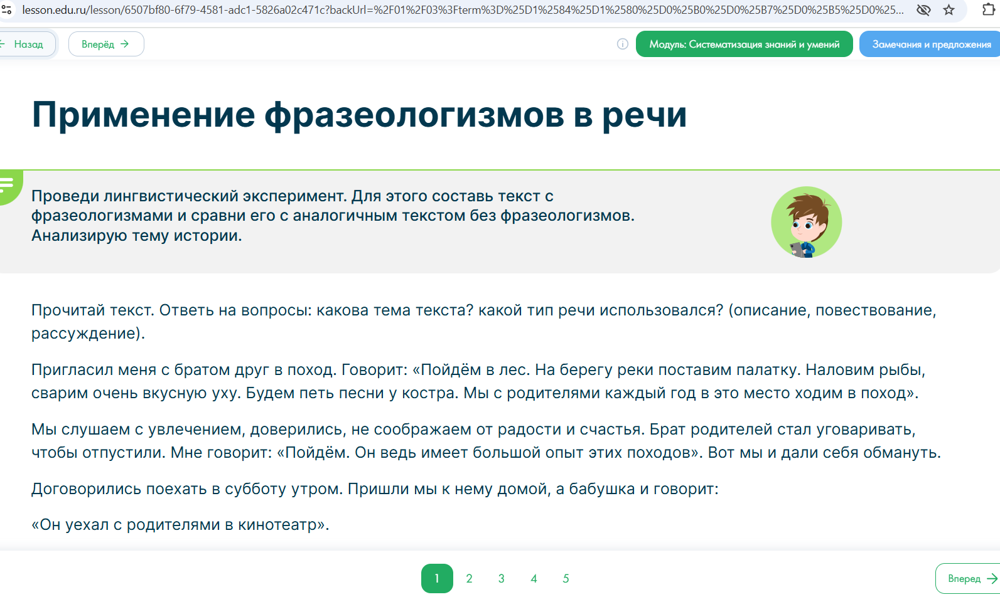 lesson.edu.ru/lesson/6507bf80-6f79-4581-adc1-5826a02c471c?backUrl=%2F01%2F03%3Fterm%3D%25D1%2584%25D1%2580%25D0%25B0%25D0%25B7%25D0%25B5%25D0%25...
← Назад
Вперёд →
Модуль: Систематизация знаний и умений
Замечания и предложения
Применение фразеологизмов в речи
Проведи лингвистический эксперимент. Для этого составь текст с
фразеологизмами и сравни его с аналогичным текстом без фразеологизмов.
Анализирую тему истории.
Прочитай текст. Ответь на вопросы: какова тема текста? какой тип речи использовался? (описание, повествование,
рассуждение).
Пригласил меня с братом друг в поход. Говорит: «Пойдём в лес. На берегу реки поставим палатку. Наловим рыбы,
сварим очень вкусную уху. Будем петь песни у костра. Мы с родителями каждый год в это место ходим в поход».
Мы слушаем с увлечением, доверились, не соображаем от радости и счастья. Брат родителей стал уговаривать,
чтобы отпустили. Мне говорит: «Пойдём. Он ведь имеет большой опыт этих походов». Вот мы и дали себя обмануть.
Договорились поехать в субботу утром. Пришли мы к нему домой, а бабушка и говорит:
«Он уехал с родителями в кинотеатр».
1 2 3 4 5
Вперед →